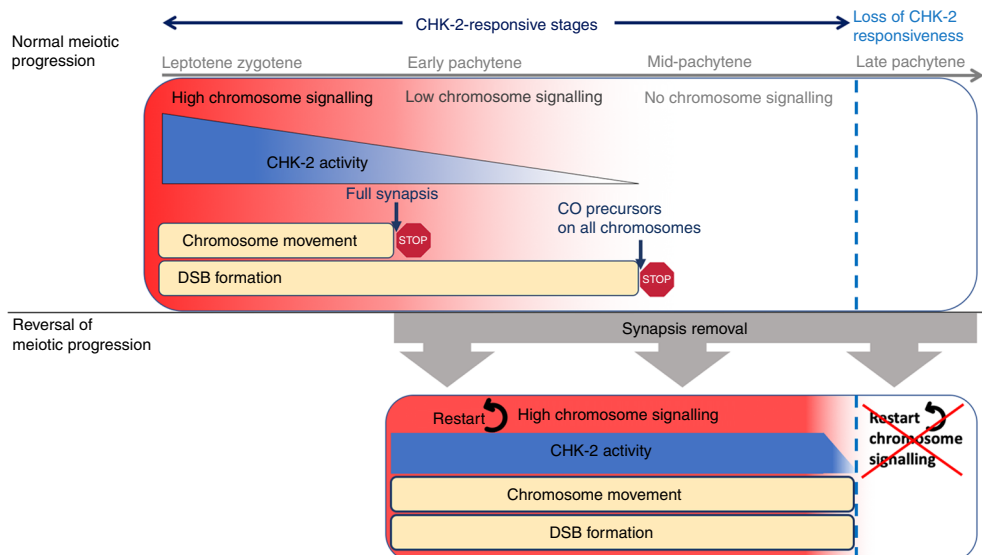 CHK-2-responsive stages
Loss of CHK-2
responsiveness
Normal meiotic
progression
Leptotene zygotene
Early pachytene
Mid-pachytene
Late pachytene
High chromosome signalling
Low chromosome signalling
No chromosome signalling
CHK-2 activity
Full synapsis
CO precursors
on all chromosomes
Chromosome movement
STOP
DSB formation
STOP
Reversal of
meiotic progression
Synapsis removal
Restart
High chromosome signalling
Restart
chromosome
signalling
CHK-2 activity
Chromosome movement
DSB formation